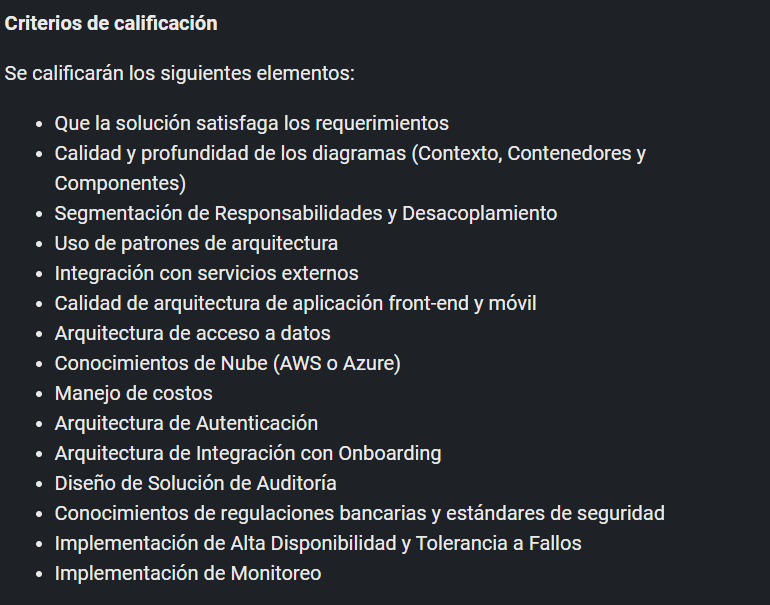 Criterios de calificación
Se calificarán los siguientes elementos:
• Que la solución satisfaga los requerimientos
• Calidad y profundidad de los diagramas (Contexto, Contenedores y
Componentes)
• Segmentación de Responsabilidades y Desacoplamiento
• Uso de patrones de arquitectura
• Integración con servicios externos
• Calidad de arquitectura de aplicación front-end y móvil
• Arquitectura de acceso a datos
• Conocimientos de Nube (AWS o Azure)
• Manejo de costos
• Arquitectura de Autenticación
• Arquitectura de Integración con Onboarding
• Diseño de Solución de Auditoría
• Conocimientos de regulaciones bancarias y estándares de seguridad
• Implementación de Alta Disponibilidad y Tolerancia a Fallos
• Implementación de Monitoreo